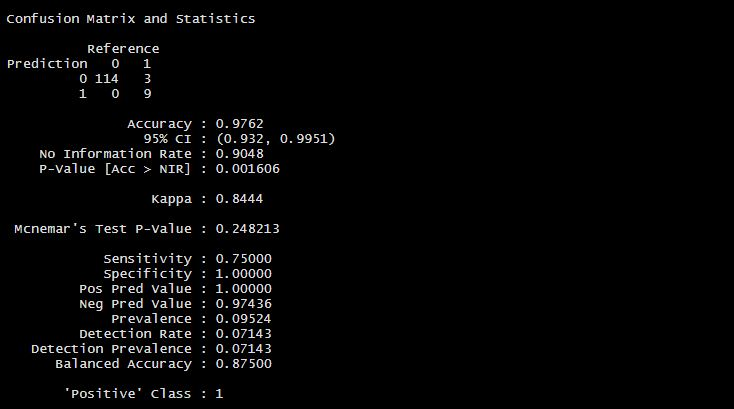 Confusion Matrix and Statistics
Reference
Prediction 0 1
0 114 3
1 0 9
Accuracy : 0.9762
95% CI : (0.932, 0.9951)
No Information Rate : 0.9048
P-Value [Acc > NIR] : 0.001606
Kappa : 0.8444
Mcnemar's Test P-Value : 0.248213
Sensitivity : 0.75000
Specificity : 1.00000
Pos Pred Value : 1.00000
Neg Pred Value : 0.97436
Prevalence : 0.09524
Detection Rate : 0.07143
Detection Prevalence : 0.07143
Balanced Accuracy : 0.87500
'Positive' Class : 1